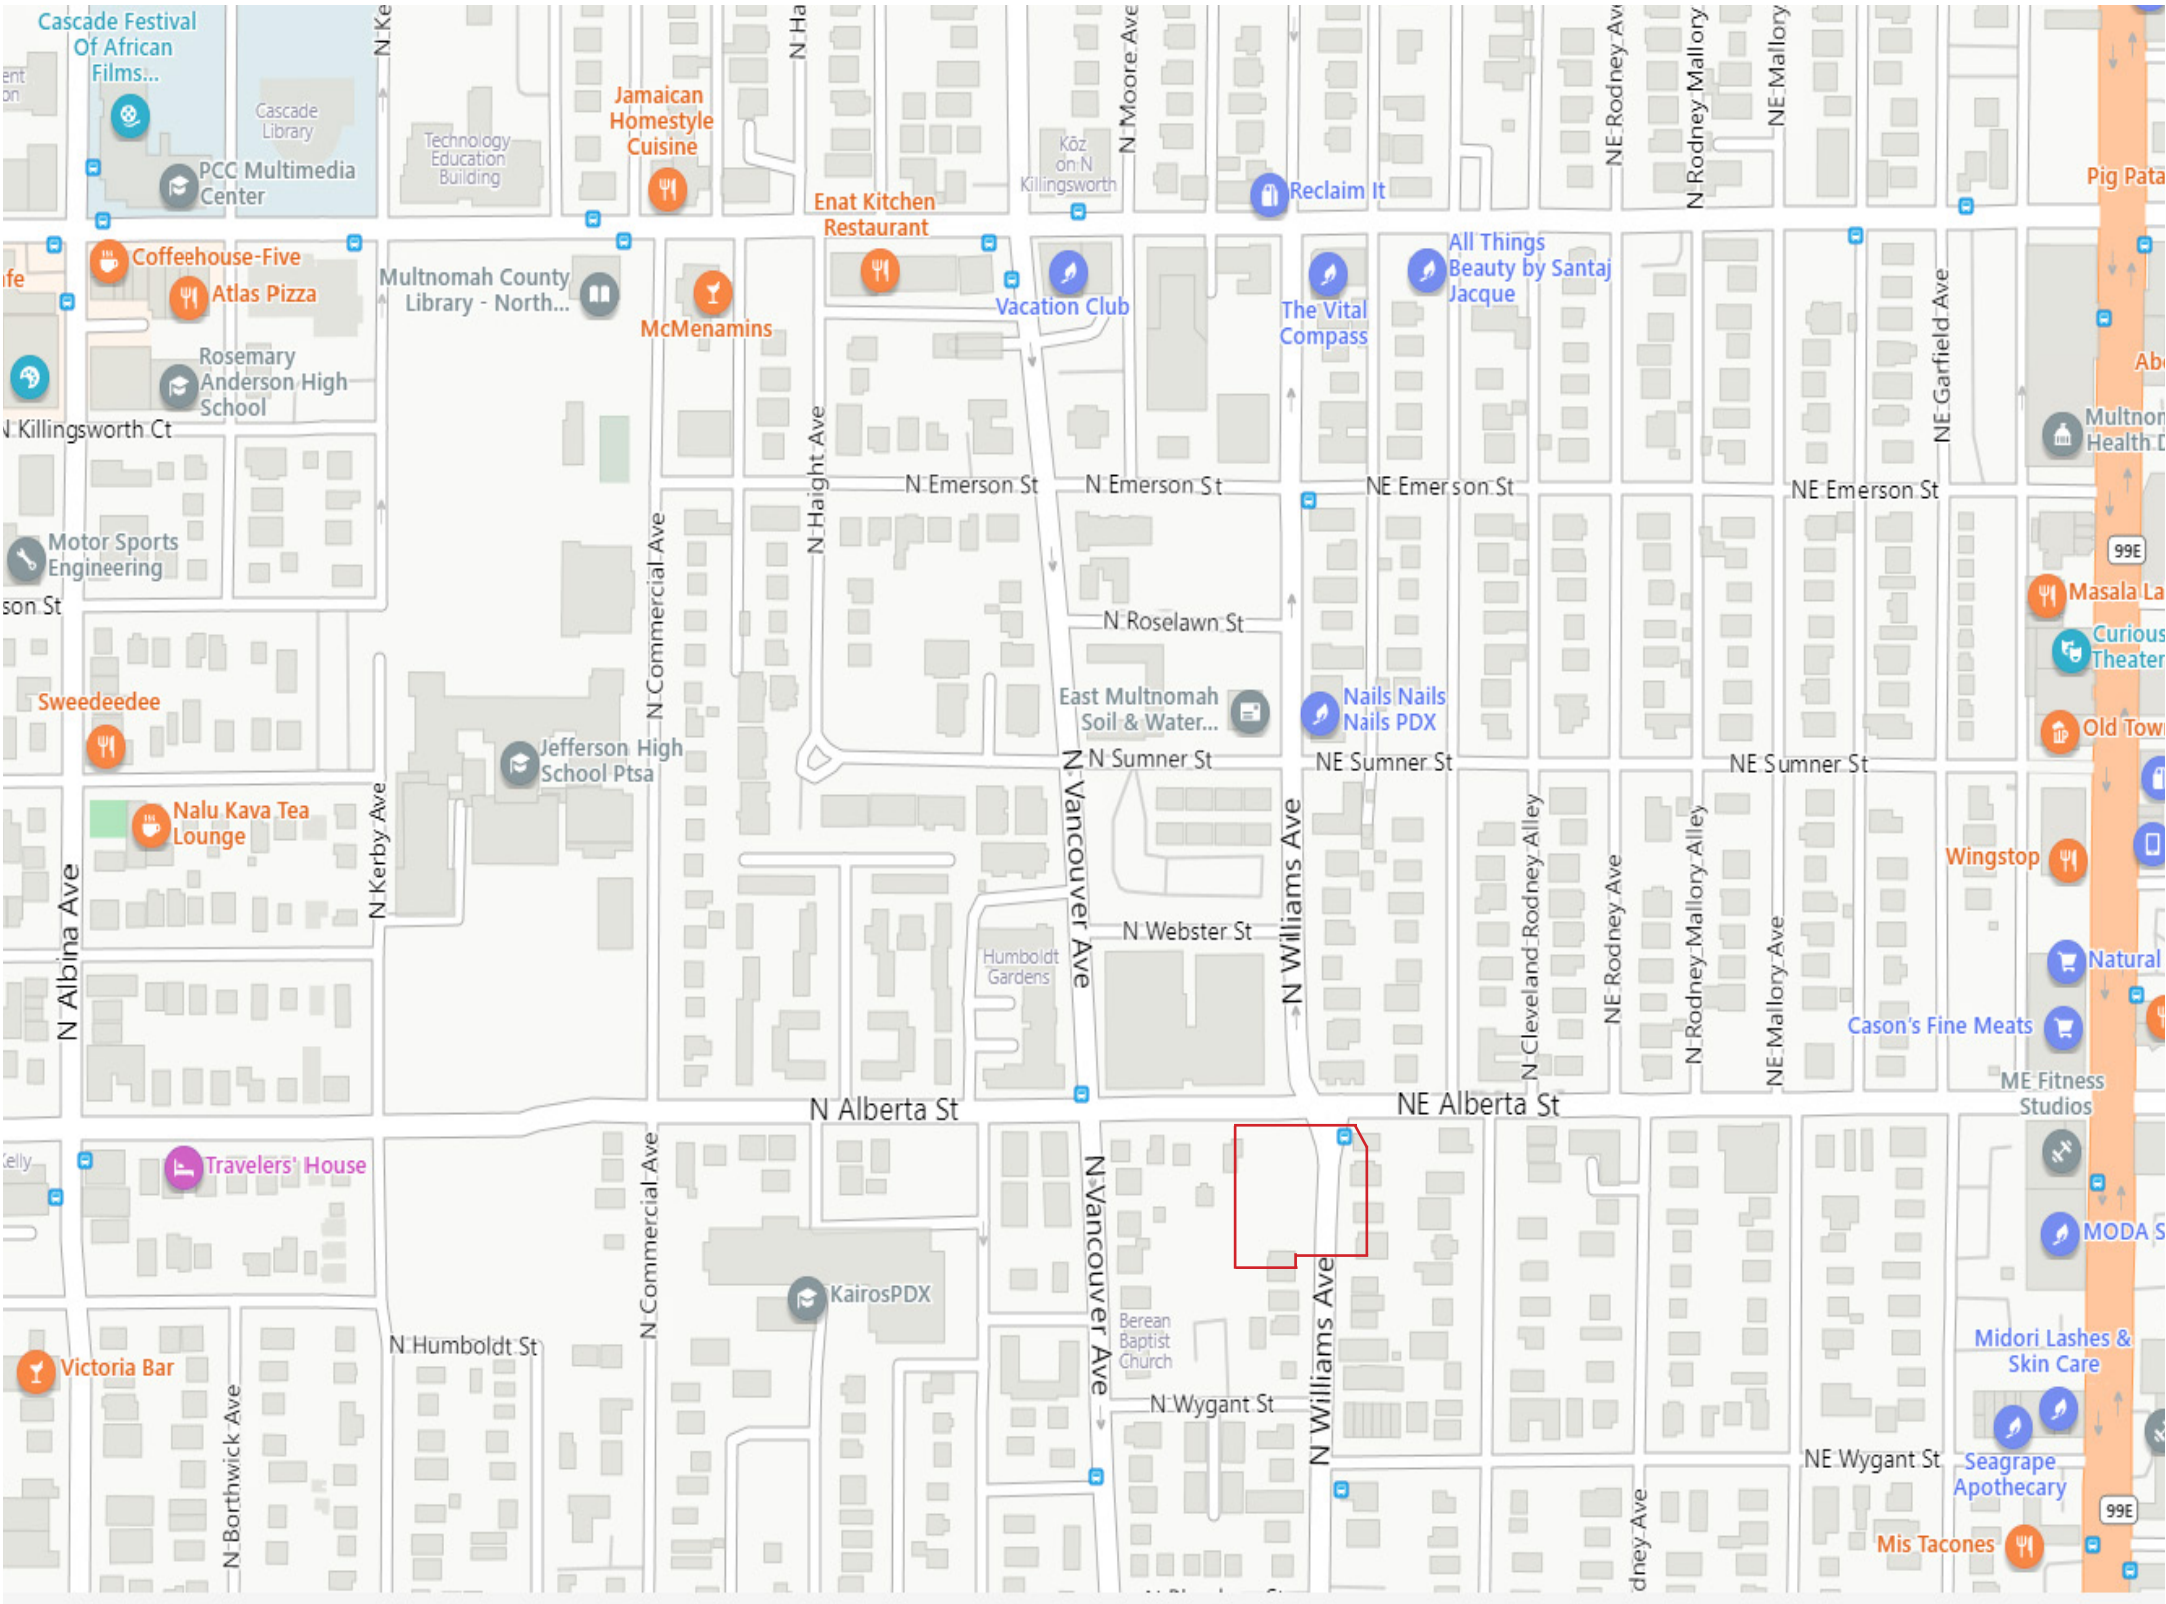 Cascade Festival
Of African
Films...
Cascade
Library
PCC Multimedia
Center
Technology
Education
Building
Jamaican
Homestyle
Cuisine
Enat Kitchen
Restaurant
Köz
on N
Killingsworth
N Moore Ave
Reclaim It
NE Rodney Ave
N Rodney Mallory
NE Mallory
Pig Pata
Coffeehouse-Five
Atlas Pizza
Multnomah County
Library - North...
McMenamins
Vacation Club
The Vital
Compass
All Things
Beauty by Santaj
Jacque
NE Garfield Ave
Rosemary
Anderson High
School
N Killingsworth Ct
N Haight Ave
Multnom
Health D
N Emerson St
N Emerson St
NE Emerson St
NE Emerson St
Motor Sports
Engineering
son St
N Commercial Ave
99E
Masala La
Curious
Theater
N Roselawn St
East Multnomah
Soil & Water...
Nails Nails
Nails PDX
Sweedeedee
Old Tow
Jefferson High
School Ptsa
N Sumner St
NE Sumner St
NE Sumner St
Nalu Kava Tea
Lounge
N Kerby Ave
N Albina Ave
N Vancouver Ave
N Williams Ave
N Cleveland Rodney Alley
NE Rodney Ave
N Rodney Mallory Alley
NE Mallory Ave
Wingstop
N Webster St
Humboldt
Gardens
Natural
Cason's Fine Meats
ME Fitness
Studios
N Alberta St
NE Alberta St
Kelly
Travelers' House
N Commercial Ave
N Vancouver Ave
MODA S
KairosPDX
N Williams Ave
Berean
Baptist
Church
N Humboldt St
Victoria Bar
Midori Lashes &
Skin Care
N Wygant St
NE Wygant St
Seagrape
Apothecary
N Borthwick Ave
99E
Mis Tacones
dney Ave